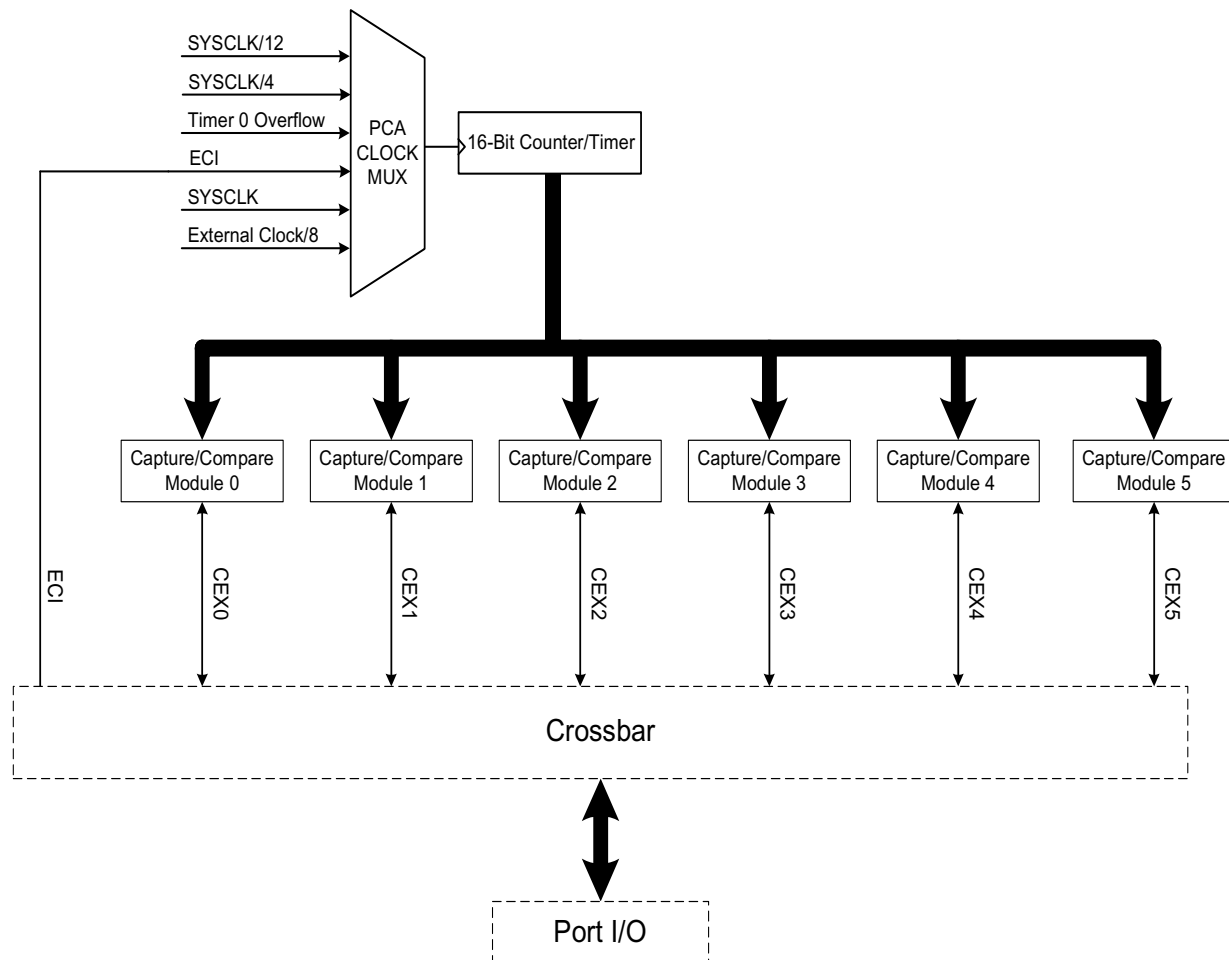 SYSCLK/12
SYSCLK/4
Timer 0 Overflow
ECI
SYSCLK
External Clock/8
PCA
CLOCK
MUX
16-Bit Counter/Timer
Capture/Compare
Module 0
Capture/Compare
Module 1
Capture/Compare
Module 2
Capture/Compare
Module 3
Capture/Compare
Module 4
Capture/Compare
Module 5
ECI
CEX0
CEX1
CEX2
CEX3
CEX4
CEX5
Crossbar
Port I/O